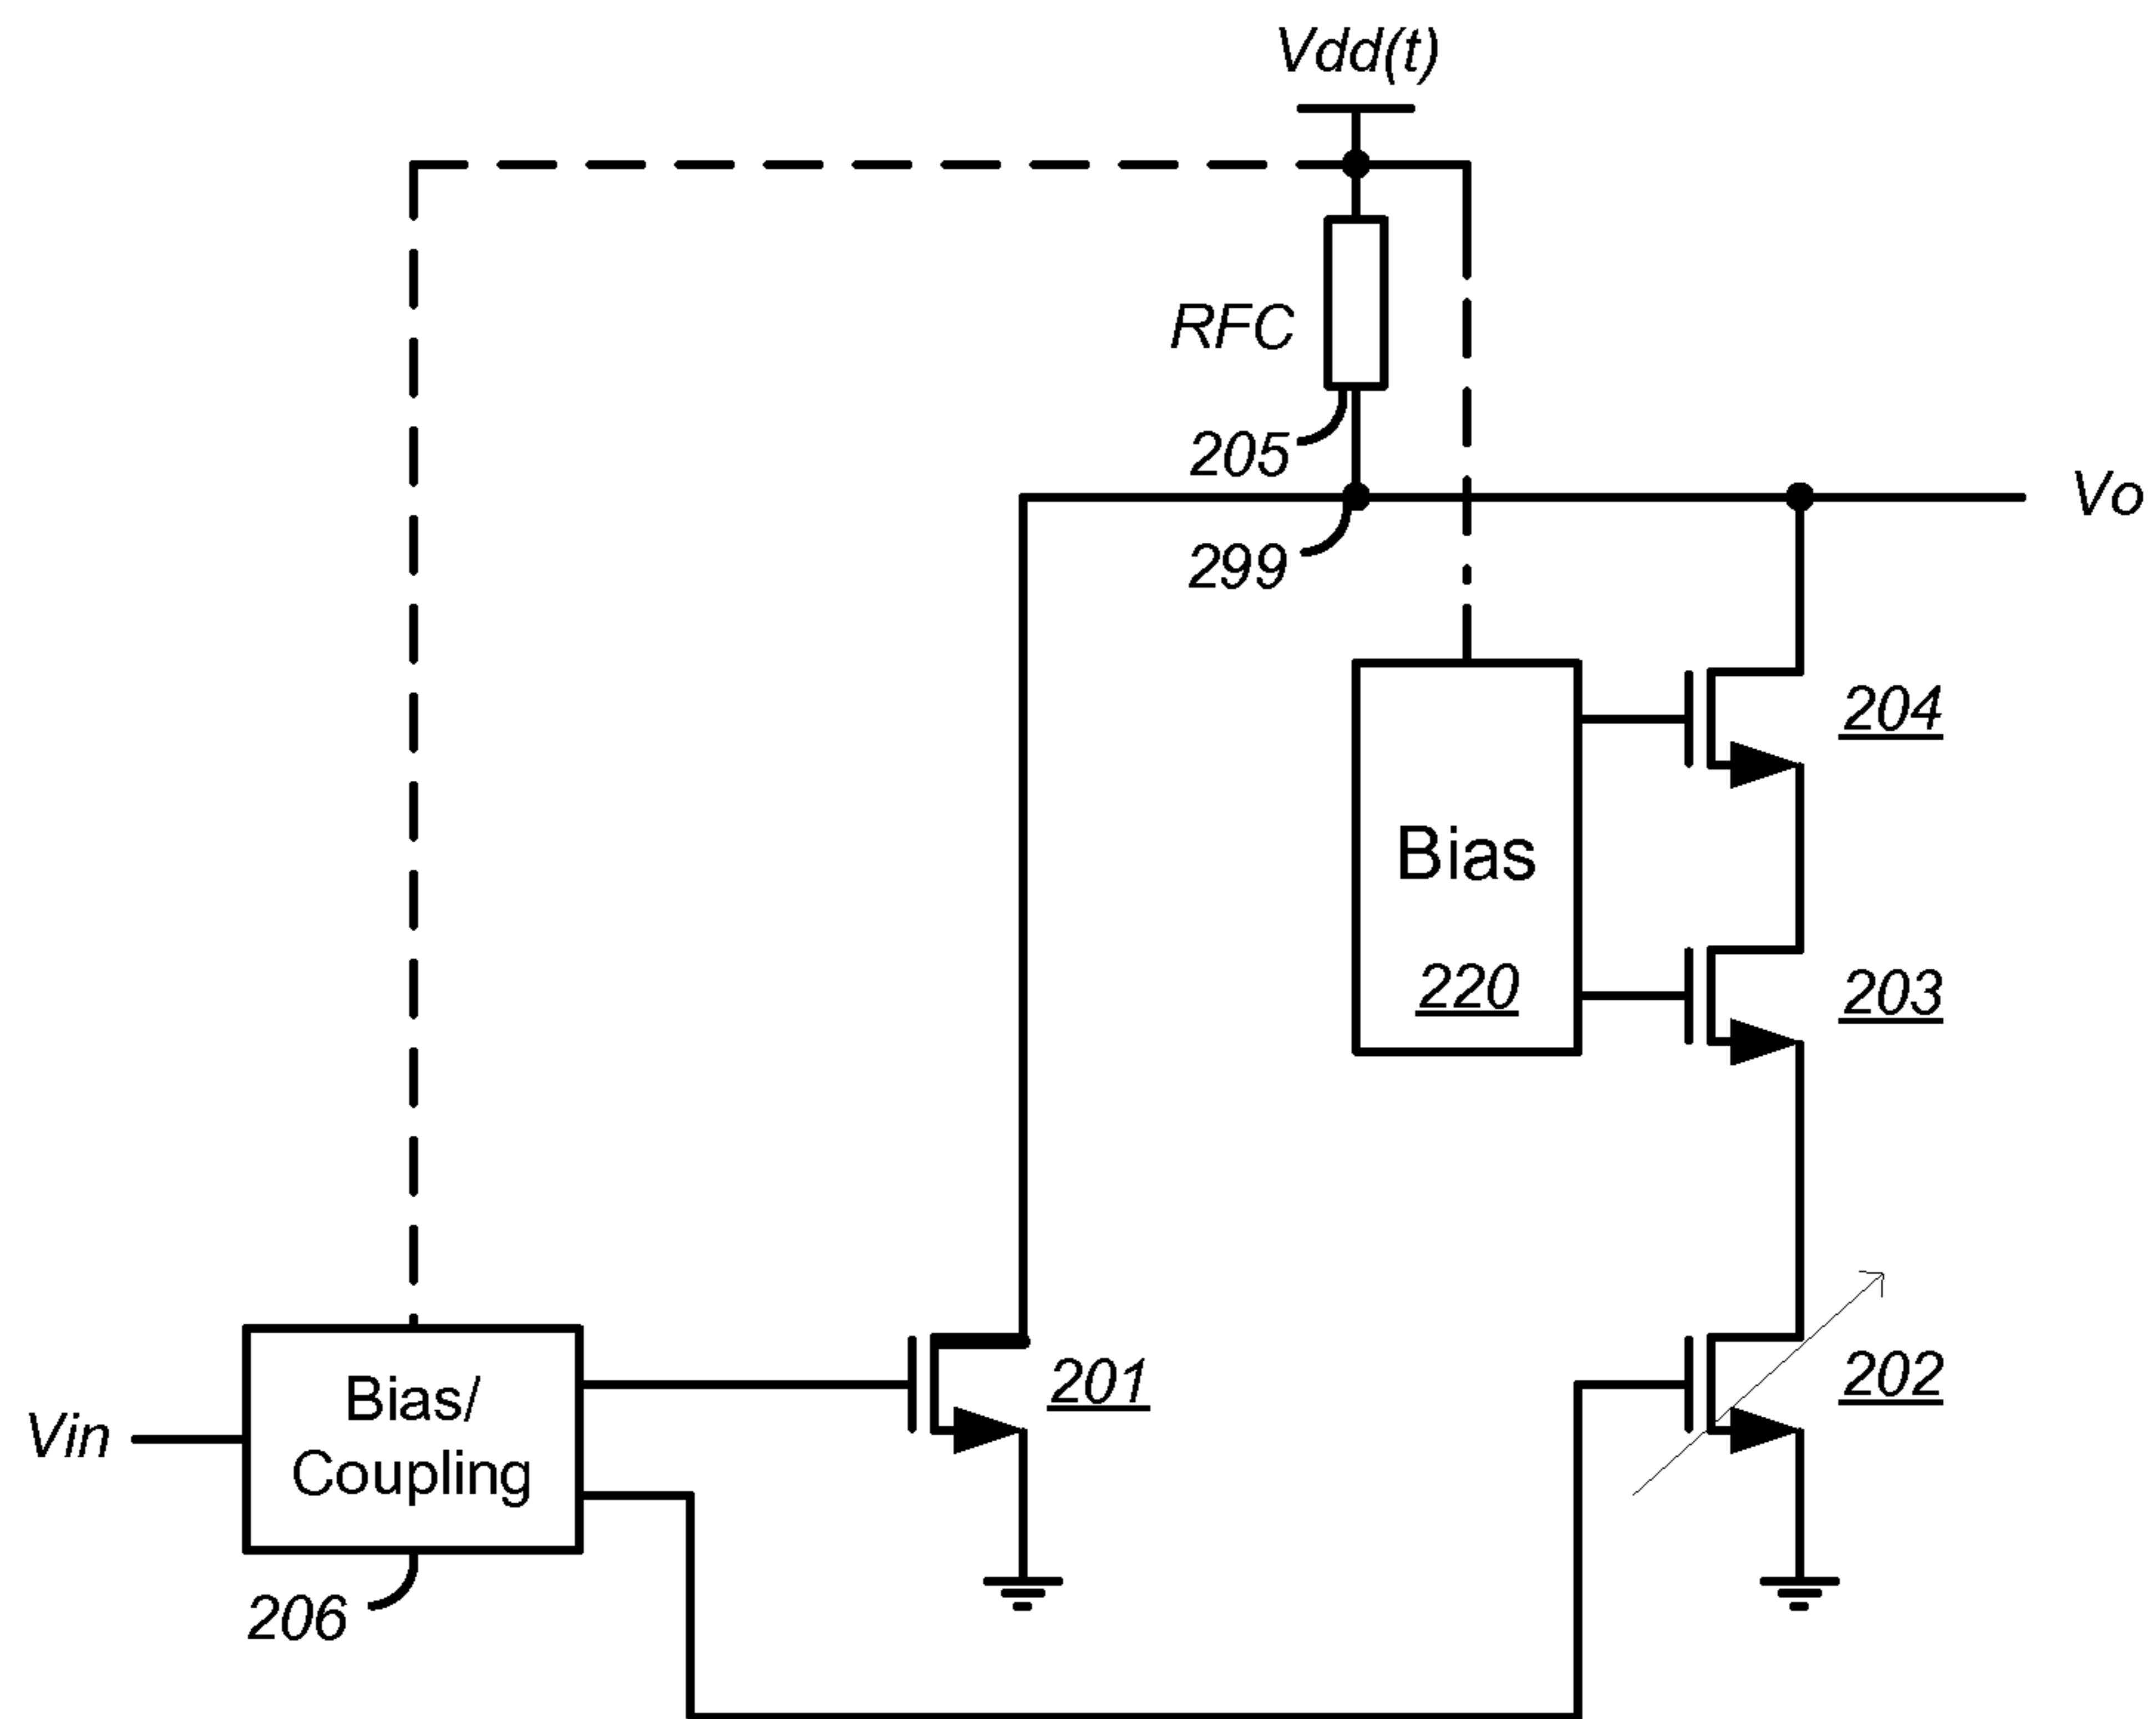 Vdd(t)
RFC
205
Vo
299
204
Bias
220
203
201
202
Vin
Bias/
Coupling
206